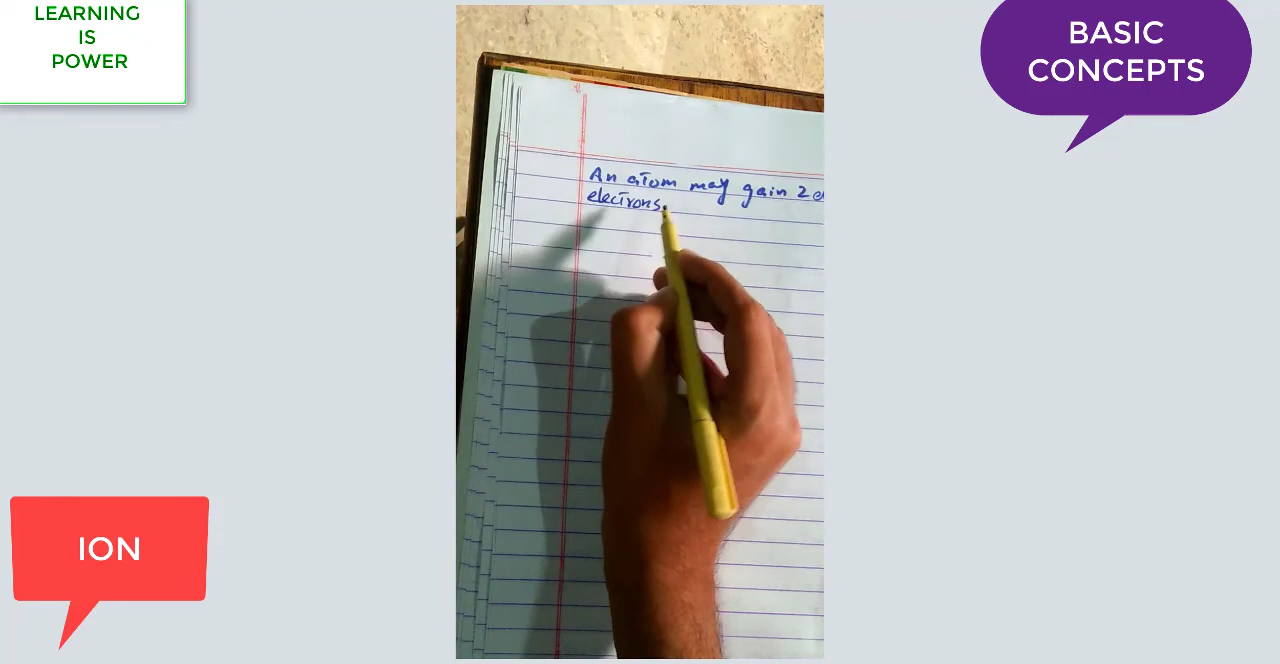 LEARNING
IS
POWER
BASIC
CONCEPTS
An atom may gain 2
electrons.
ION